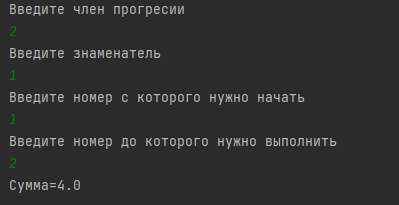 Введите член прогресии
2
Введите знаменатель
1
Введите номер с которого нужно начать
1
Введите номер до которого нужно выполнить
2
Сумма=4.0